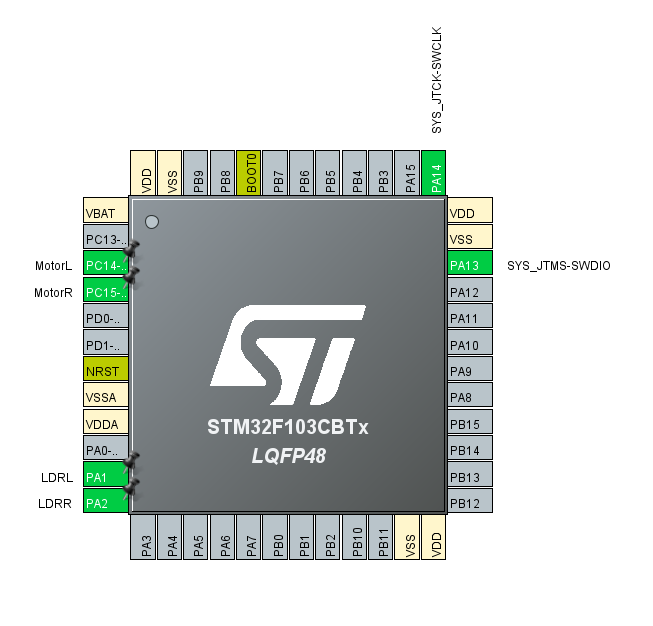 SYS_JTCK-SWCLK
VDD
VSS
PB9
PB8
BOOT0
PB7
PB6
PB5
PB4
PB3
PA15
PA14
VBAT
PC13-..
MotorL PC14-..
MotorR PC15-..
PD0-..
PD1-..
NRST
VSSA
VDDA
PA0-..
LDRL PA1
LDRR PA2
ST
STM32F103CBTx
LQFP48
VDD
VSS
PA13 SYS_JTMS-SWDIO
PA12
PA11
PA10
PA9
PA8
PB15
PB14
PB13
PB12
PA3
PA4
PA5
PA6
PA7
PB0
PB1
PB2
PB10
PB11
VSS
VDD